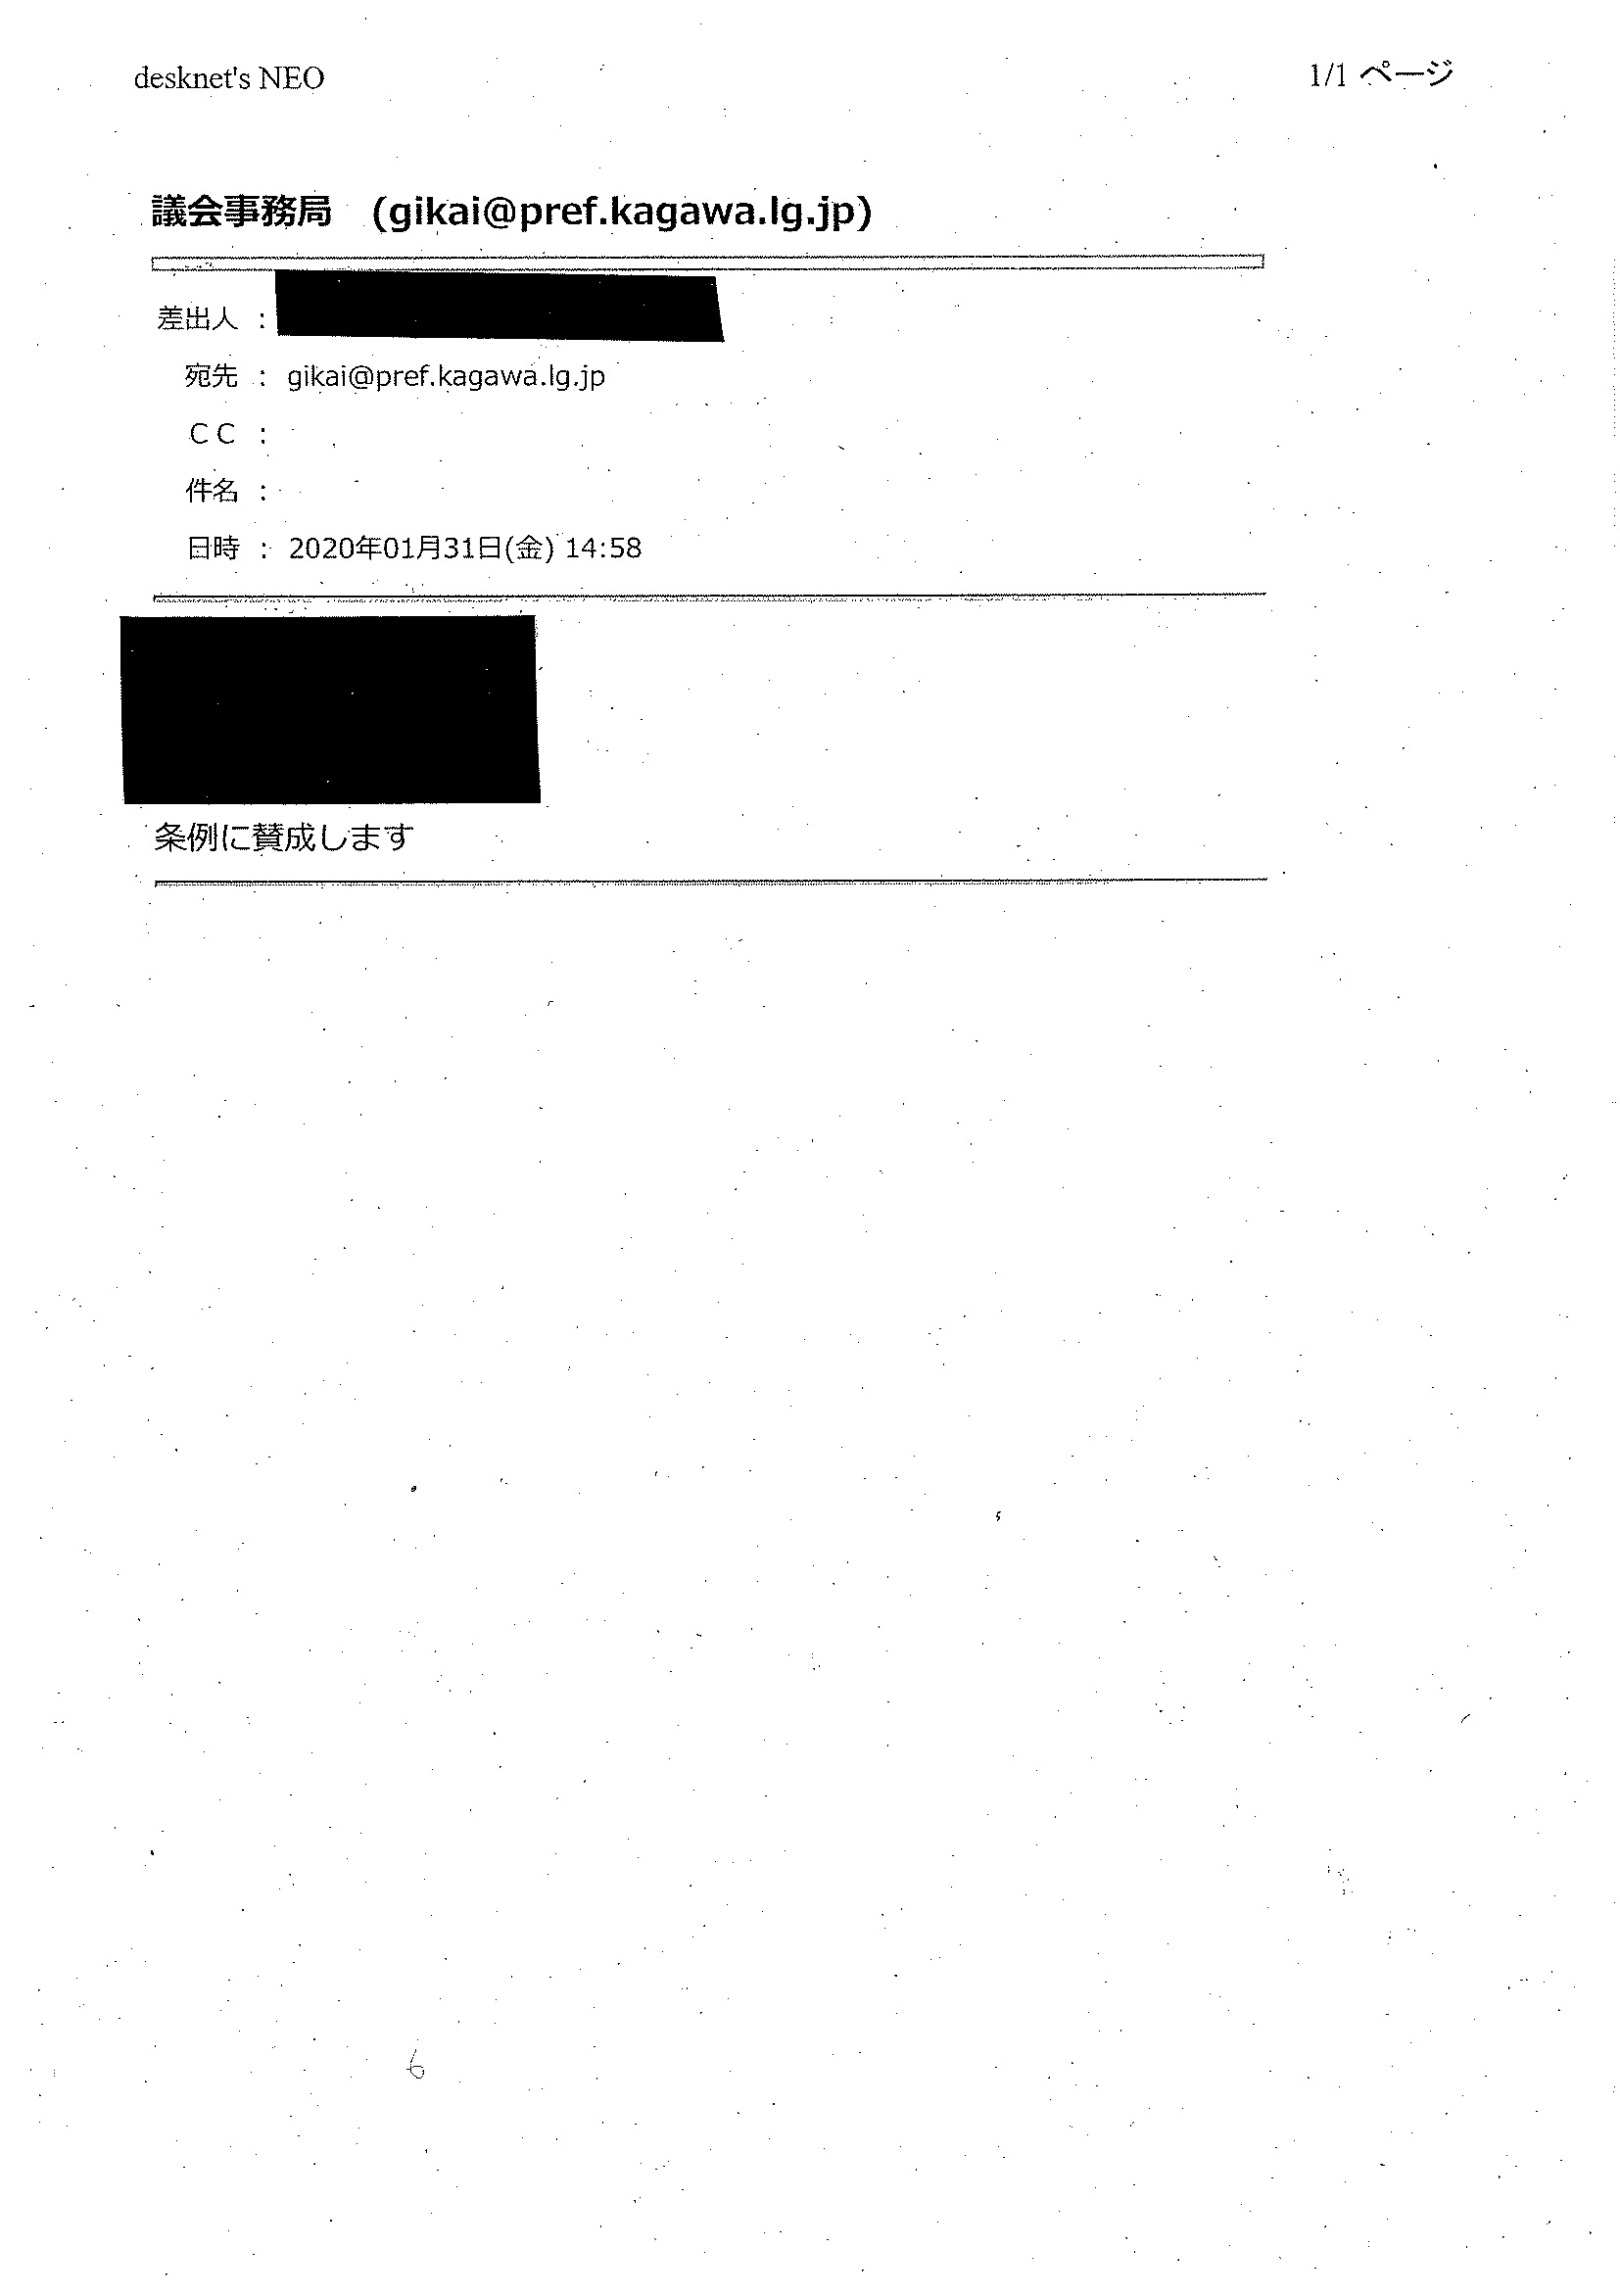 desknet's NEO
1/1 ページ
議会事務局 (gikai@pref.kagawa.lg.jp)
差出人 :
宛先 : gikai@pref.kagawa.lg.jp
CC :
件名 :
日時 : 2020年01月31日(金) 14:58
条例に賛成します
6